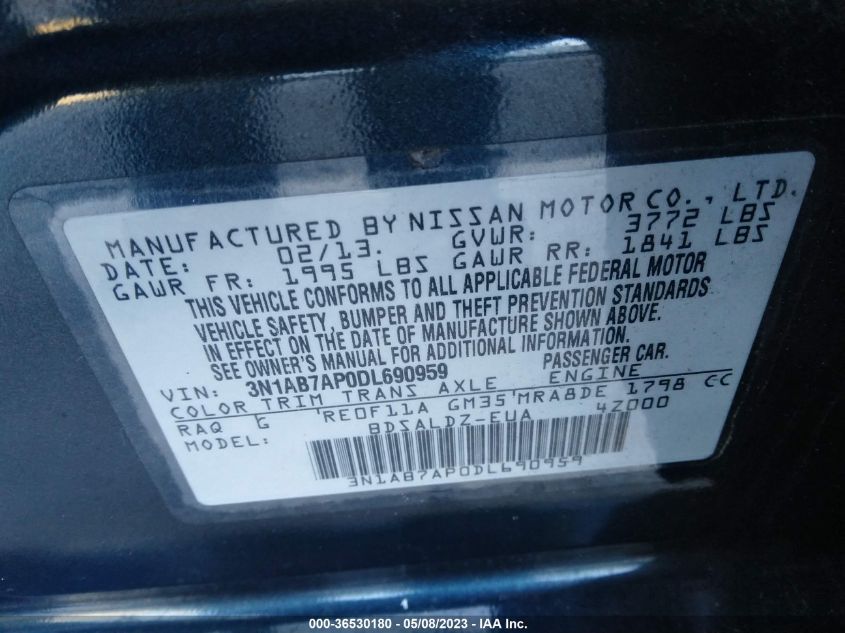 MANUFACTURED BY NISSAN MOTOR CO., LTD.
DATE: 02/13. GVWR: 3772 LBS
GAWR FR: 1995 LBS GAWR RR: 1841 LBS
THIS VEHICLE CONFORMS TO ALL APPLICABLE FEDERAL MOTOR
VEHICLE SAFETY, BUMPER AND THEFT PREVENTION STANDARDS
IN EFFECT ON THE DATE OF MANUFACTURE SHOWN ABOVE.
SEE OWNER'S MANUAL FOR ADDITIONAL INFORMATION.
VIN: 3N1AB7AP0DL690959 PASSENGER CAR.
COLOR TRIM TRANS AXLE ENGINE
RAQ G RE0F11A GM35 MRA8DE 1798 CC
MODEL: BDSALDZ-EUA 4Z000
3N1AB7AP0DL690959
000-36530180 - 05/08/2023 - IAA Inc.